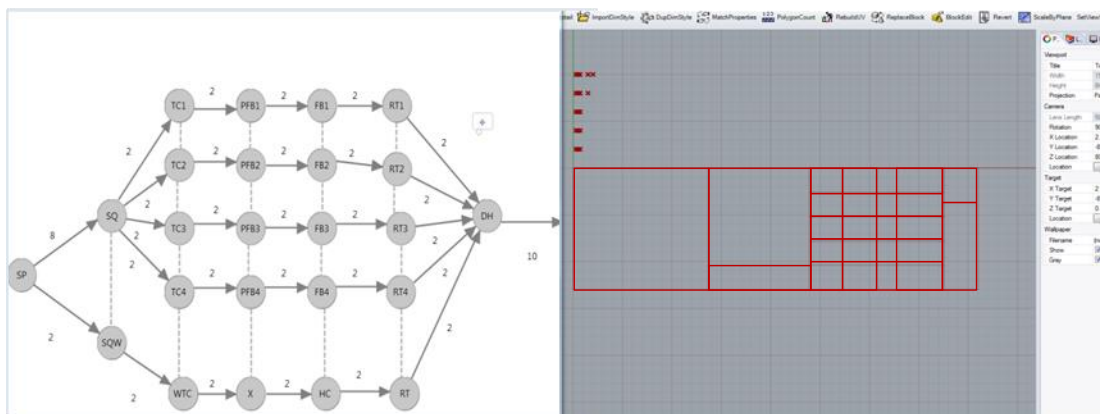 ImportDimStyle DupDimStyle MatchProperties PolygonCount RebuildUV ReplaceBlock BlockEdit Revert ScaleByPlane SetView
Viewport
Title
Width
Height
Projection
Camera
Lens Length
Rotation
X Location
Y Location
Z Location
Location
Target
X Target
Y Target
Z Target
Location
Wallpaper
Filename
Show
Gray
TC1 2 PFB1 2 FB1 2 RT1
2
2
TC2 2 PFB2 2 FB2 2 RT2
2
2
SQ
2
TC3 2 PFB3 2 FB3 2 RT3
2
DH
8
2
10
SP
TC4 2 PFB4 2 FB4 2 RT4
2
2
2
SQW
2
WTC 2 X 2 HC 2 RT